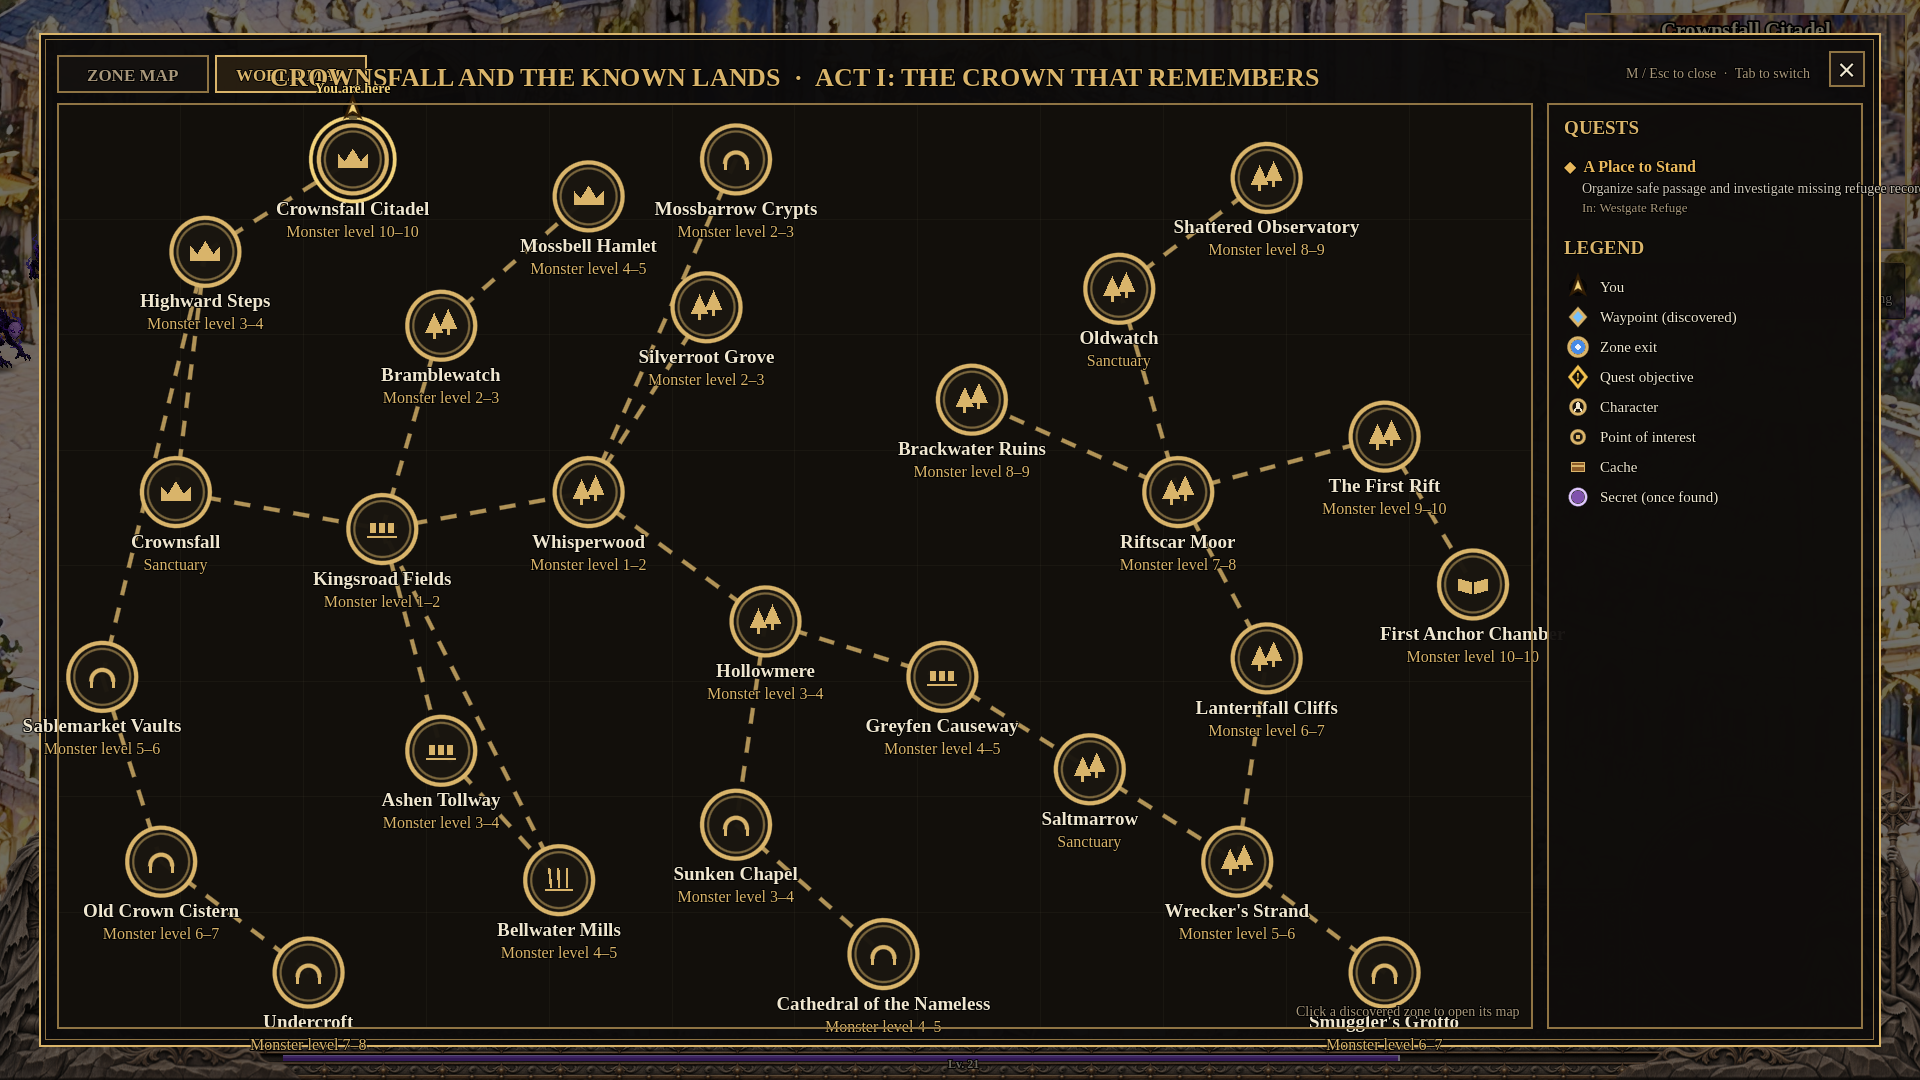 Crownsfall Citadel
ZONE MAP
CROWNSFALL AND THE KNOWN LANDS · ACT I: THE CROWN THAT REMEMBERS
M / Esc to close · Tab to switch
You are here
Crownsfall Citadel
Monster level 10–10
Mossbell Hamlet
Monster level 4–5
Mossbarrow Crypts
Monster level 2–3
Shattered Observatory
Monster level 8–9
Highward Steps
Monster level 3–4
Bramblewatch
Monster level 2–3
Silverroot Grove
Monster level 2–3
Oldwatch
Sanctuary
Brackwater Ruins
Monster level 8–9
The First Rift
Monster level 9–10
Crownsfall
Sanctuary
Kingsroad Fields
Monster level 1–2
Whisperwood
Monster level 1–2
Riftscar Moor
Monster level 7–8
First Anchor Chamber
Monster level 10–10
Hollowmere
Monster level 3–4
Greyfen Causeway
Monster level 4–5
Lanternfall Cliffs
Monster level 6–7
Sablemarket Vaults
Monster level 5–6
Ashen Tollway
Monster level 3–4
Saltmarrow
Sanctuary
Sunken Chapel
Monster level 3–4
Old Crown Cistern
Monster level 6–7
Bellwater Mills
Monster level 4–5
Wrecker's Strand
Monster level 5–6
Cathedral of the Nameless
Monster level 4–5
Undercroft
Monster level 7–8
Click a discovered zone to open its map
Smuggler's Grotto
Monster level 6–7
QUESTS
A Place to Stand
Organize safe passage and investigate missing refugee
In: Westgate Refuge
LEGEND
You
Waypoint (discovered)
Zone exit
Quest objective
Character
Point of interest
Cache
Secret (once found)
Lv. 21